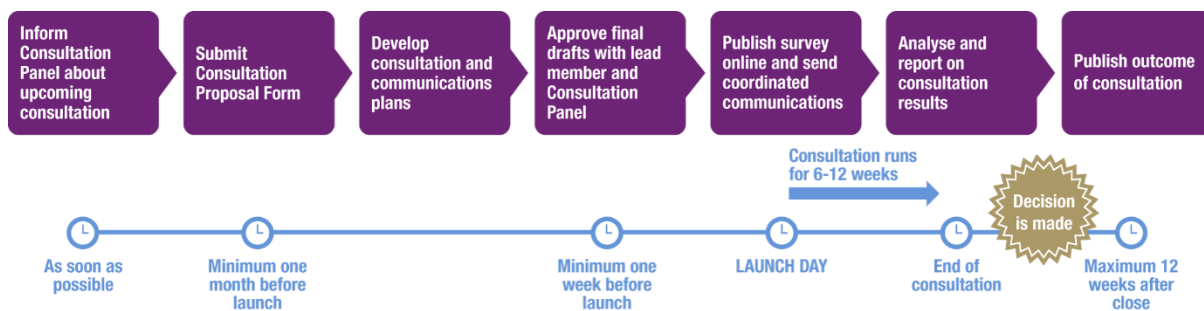 Inform
Consultation
Panel about
upcoming
consultation
Submit
Consultation
Proposal Form
Develop
consultation and
communications
plans
Approve final
drafts with lead
member and
Consultation
Panel
Publish survey
online and send
coordinated
communications
Analyse and
report on
consultation
results
Publish outcome
of consultation
Consultation runs
for 6-12 weeks
Decision
is made
As soon as
possible
Minimum one
month before
launch
Minimum one
week before
launch
LAUNCH DAY
End of
consultation
Maximum 12
weeks after
close